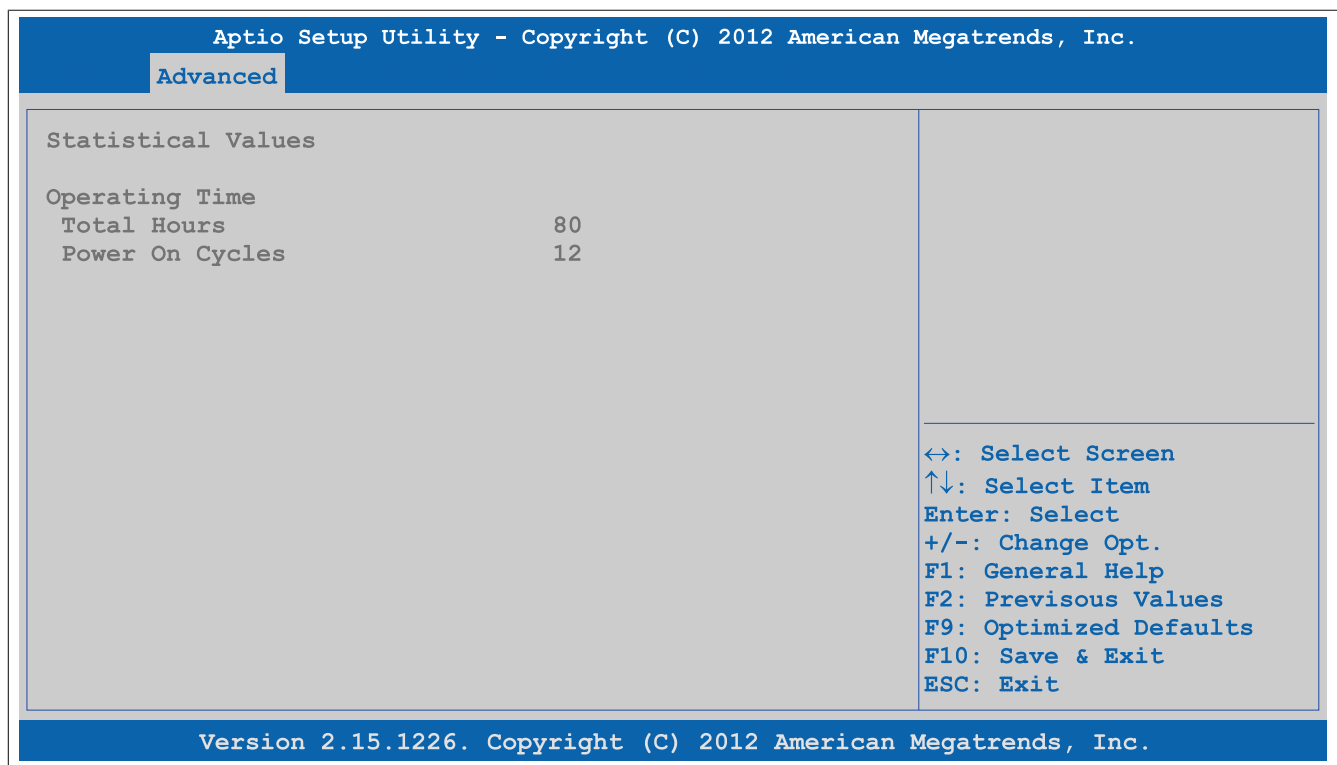 Aptio Setup Utility - Copyright (C) 2012 American Megatrends, Inc.
Advanced
Statistical Values
Operating Time
Total Hours 80
Power On Cycles 12
↔: Select Screen
↑↓: Select Item
Enter: Select
+/-: Change Opt.
F1: General Help
F2: Previsous Values
F9: Optimized Defaults
F10: Save & Exit
ESC: Exit
Version 2.15.1226. Copyright (C) 2012 American Megatrends, Inc.